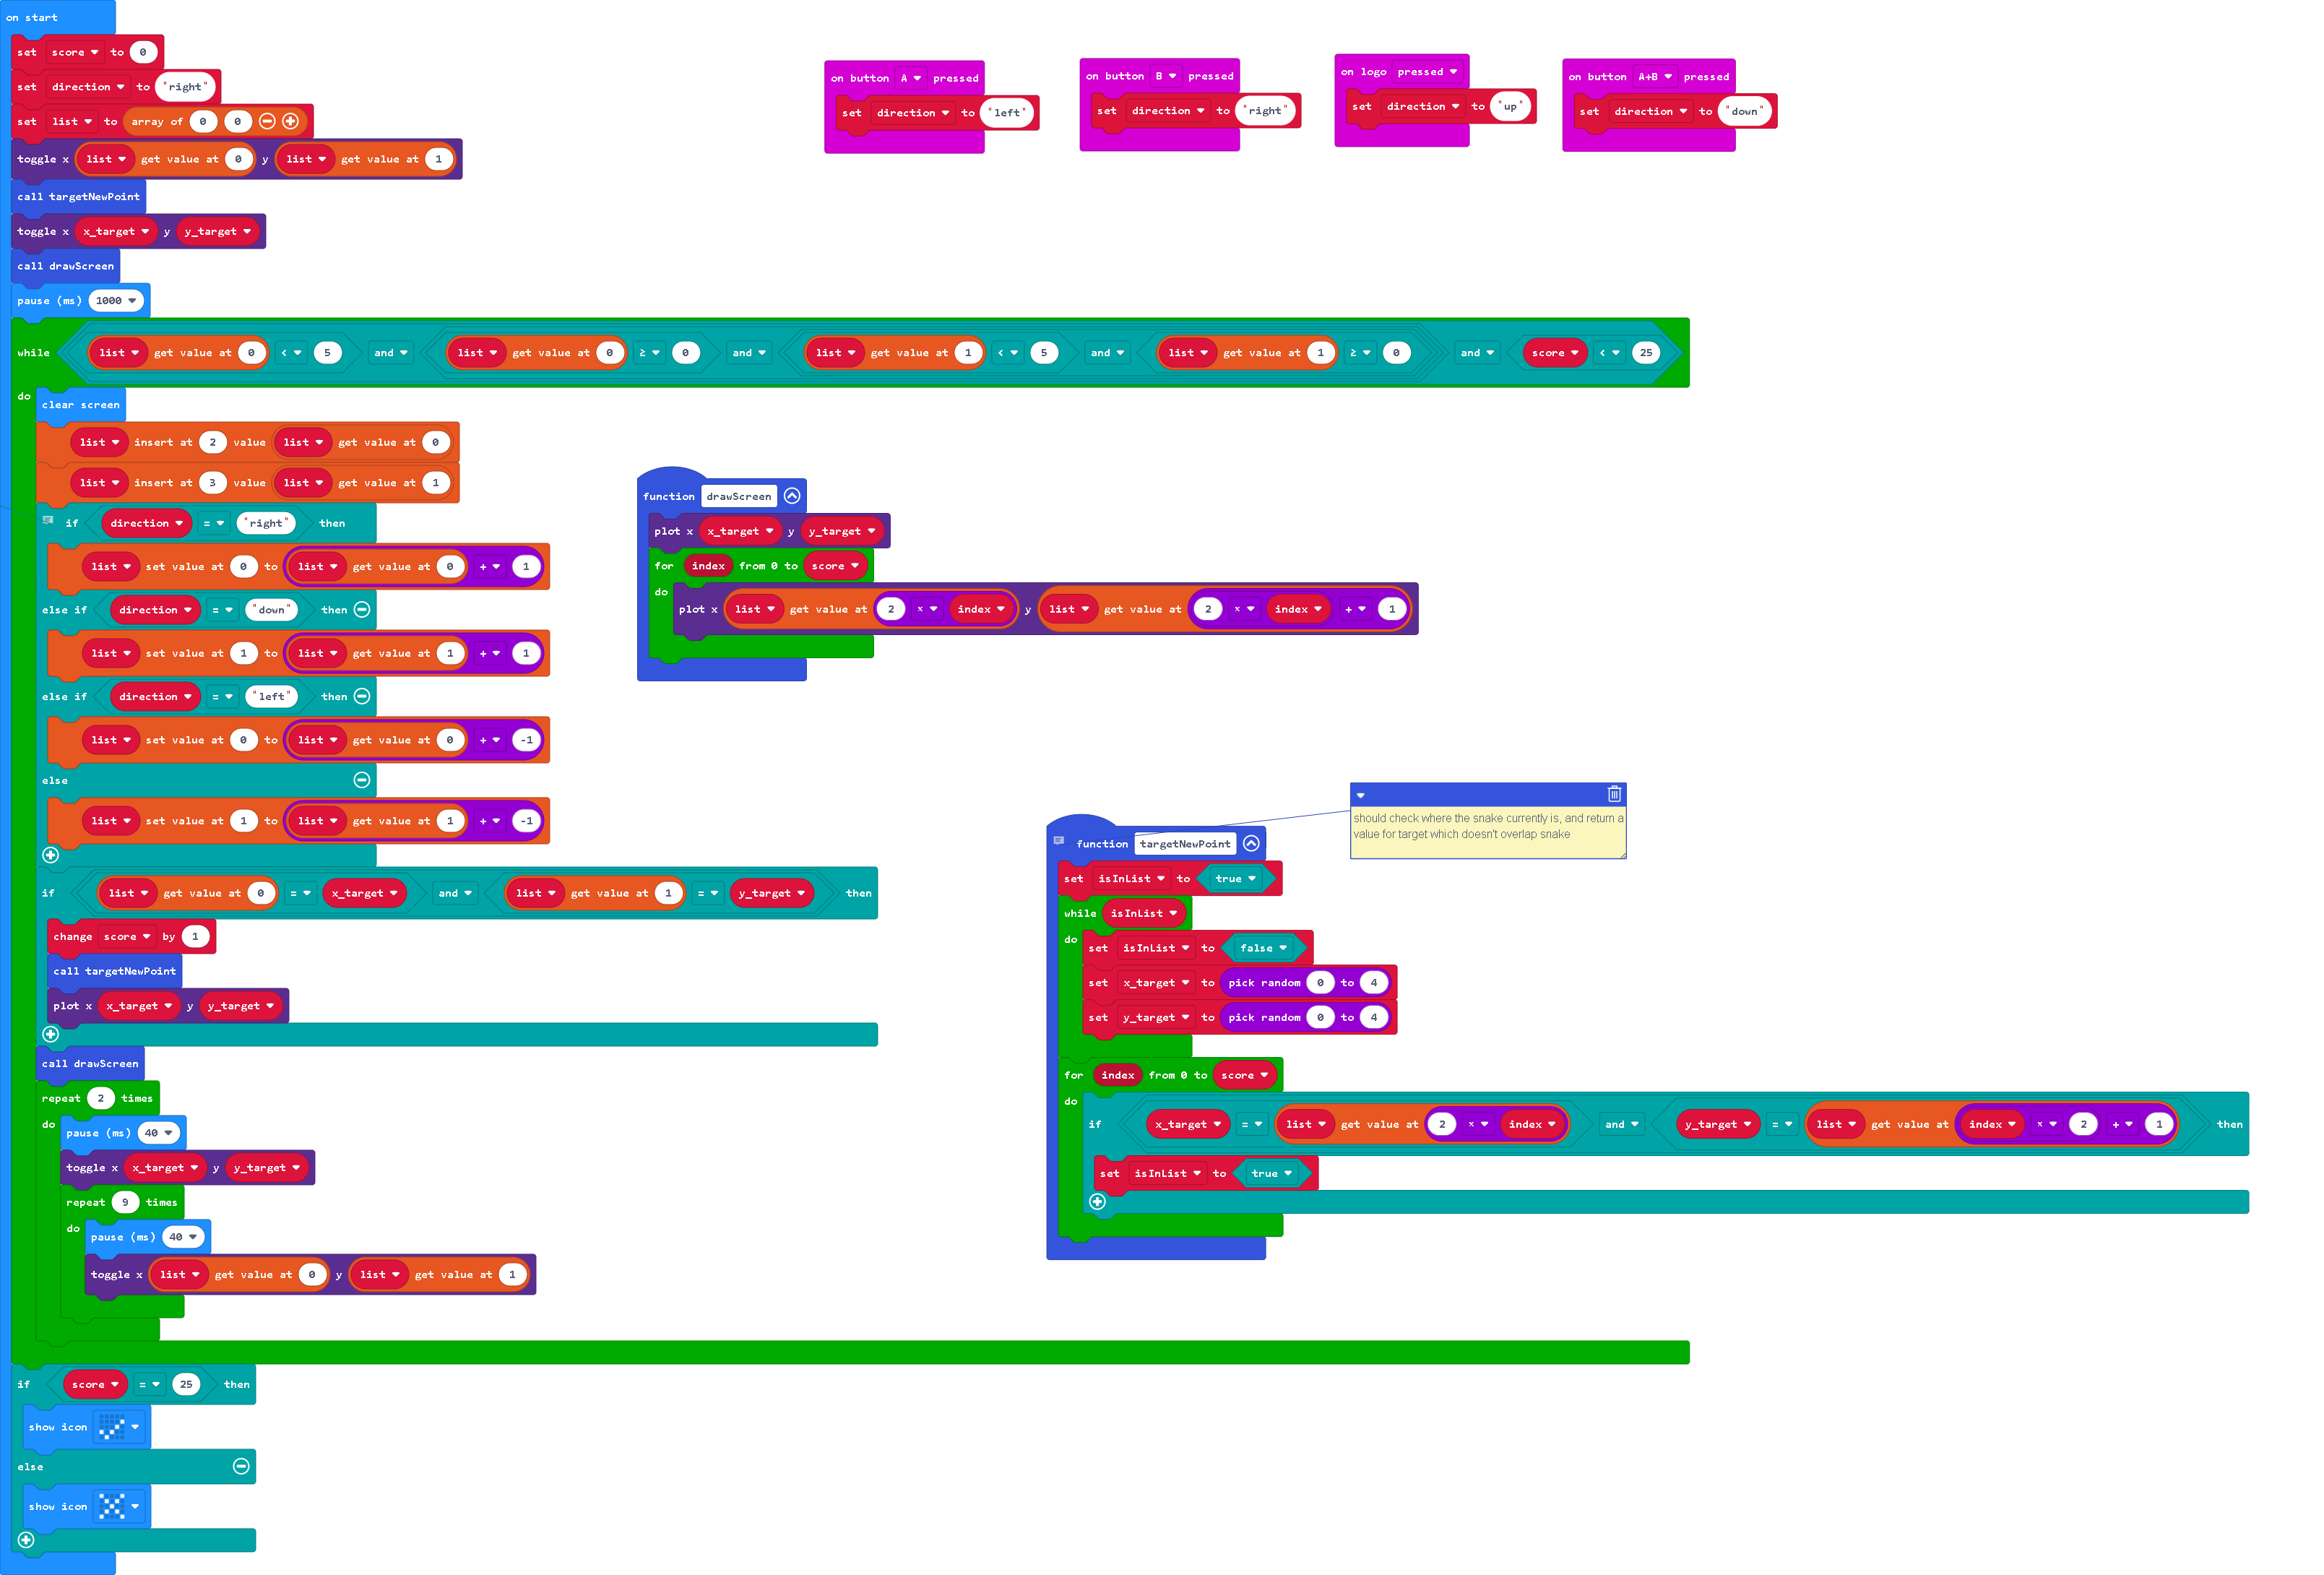 on start
set score to 0
set direction to "right"
set list to array of 0 0
toggle x list get value at 0 y list get value at 1
call targetNewPoint
toggle x x_target y y_target
call drawScreen
pause (ms) 1000
while list get value at 0 < 5 and list get value at 0 ≥ 0 and list get value at 1 < 5 and list get value at 1 ≥ 0 and score < 25
do
clear screen
list insert at 2 value list get value at 0
list insert at 3 value list get value at 1
if direction = "right" then
list set value at 0 to list get value at 0 + 1
else if direction = "down" then
list set value at 1 to list get value at 1 + 1
else if direction = "left" then
list set value at 0 to list get value at 0 + -1
else
list set value at 1 to list get value at 1 + -1
if list get value at 0 = x_target and list get value at 1 = y_target then
change score by 1
call targetNewPoint
plot x x_target y y_target
call drawScreen
repeat 2 times
do pause (ms) 40
toggle x x_target y y_target
repeat 9 times
do pause (ms) 40
toggle x list get value at 0 y list get value at 1
if score = 25 then
show icon
else
show icon
on button A pressed
set direction to "left"
on button B pressed
set direction to "right"
on logo pressed
set direction to "up"
on button A+B pressed
set direction to "down"
function drawScreen
plot x x_target y y_target
for index from 0 to score
do plot x list get value at 2 × index y list get value at 2 × index + 1
should check where the snake currently is, and return a
value for target which doesn't overlap snake
function targetNewPoint
set isInList to true
while isInList
do set isInList to false
set x_target to pick random 0 to 4
set y_target to pick random 0 to 4
for index from 0 to score
do
if x_target = list get value at 2 × index and y_target = list get value at index × 2 + 1 then
set isInList to true